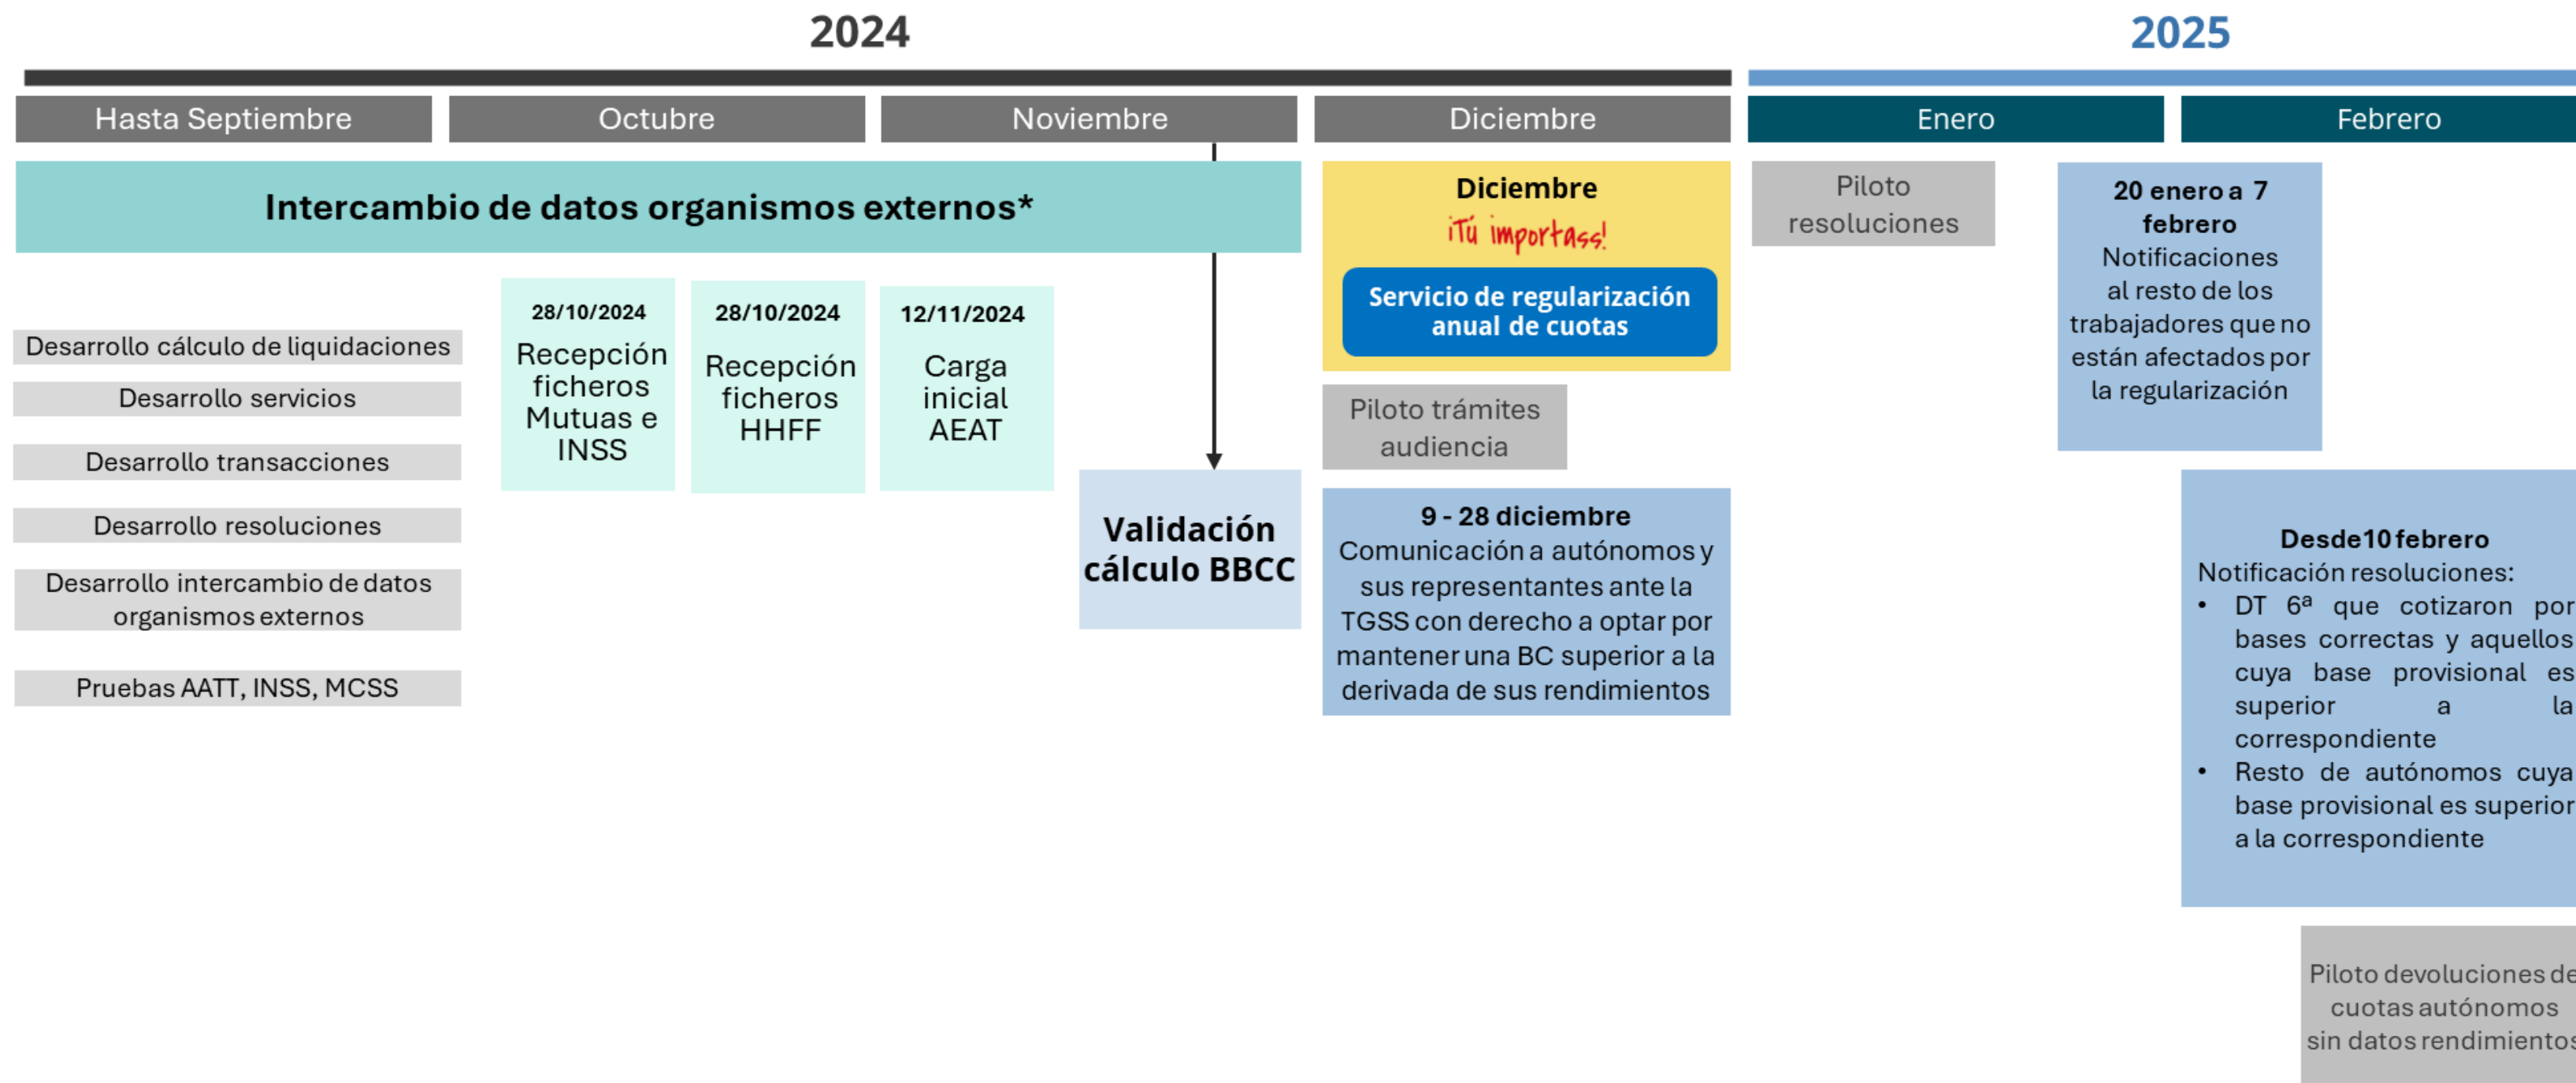 2024
2025
Hasta Septiembre
Octubre
Noviembre
Diciembre
Enero
Febrero
Intercambio de datos organismos externos*
Desarrollo cálculo de liquidaciones
Desarrollo servicios
Desarrollo transacciones
Desarrollo resoluciones
Desarrollo intercambio de datos
organismos externos
Pruebas AATT, INSS, MCSS
28/10/2024
Recepción
ficheros
Mutuas e
INSS
28/10/2024
Recepción
ficheros
HHFF
12/11/2024
Carga
inicial
AEAT
Validación
cálculo BBCC
Diciembre
¡Tú importass!
Servicio de regularización
anual de cuotas
Piloto trámites
audiencia
9 - 28 diciembre
Comunicación a autónomos y
sus representantes ante la
TGSS con derecho a optar por
mantener una BC superior a la
derivada de sus rendimientos
Piloto
resoluciones
20 enero a 7
febrero
Notificaciones
al resto de los
trabajadores que no
están afectados por
la regularización
Desde10 febrero
Notificación resoluciones:
• DT 6ª que cotizaron por
bases correctas y aquellos
cuya base provisional es
superior a la
correspondiente
• Resto de autónomos cuya
base provisional es superior
a la correspondiente
Piloto devoluciones de
cuotas autónomos
sin datos rendimientos